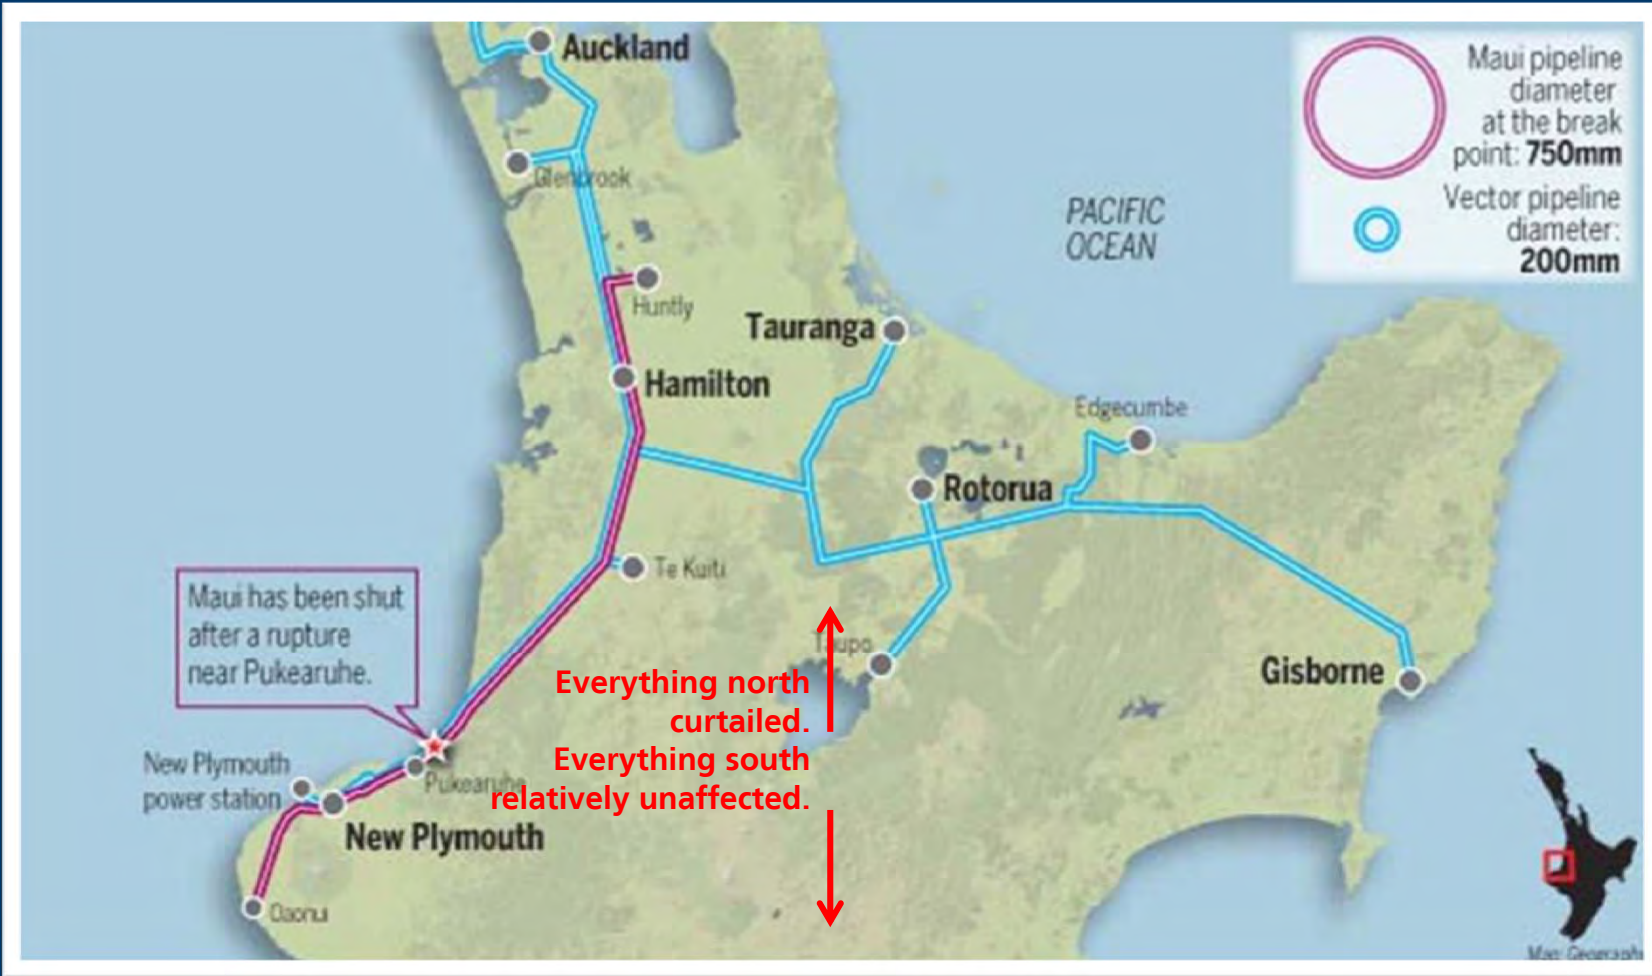 Auckland
Glenbrook
Huntly
Hamilton
Tauranga
Edgecumbe
Rotorua
Te Kuiti
Taupo
Gisborne
PACIFIC
OCEAN
Maui pipeline
diameter
at the break
point: 750mm
Vector pipeline
diameter:
200mm
Maui has been shut
after a rupture
near Pukearuhe.
Everything north
curtailed.
Everything south
relatively unaffected.
New Plymouth
power station
Pukearuhe
New Plymouth
Oaonui
Map: Geograph